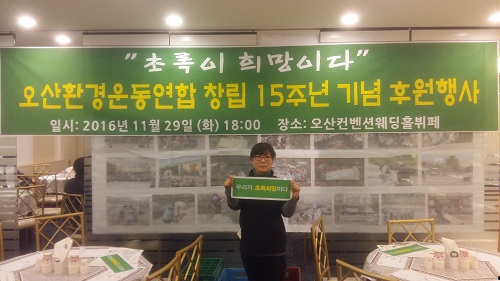 "초록이 희망이다"
오산환경운동연합 창립 15주년 기념 후원행사
일시: 2016년 11월 29일 (화) 18:00 장소: 오산컨벤션웨딩홀뷔페
우리가 초록희망이다